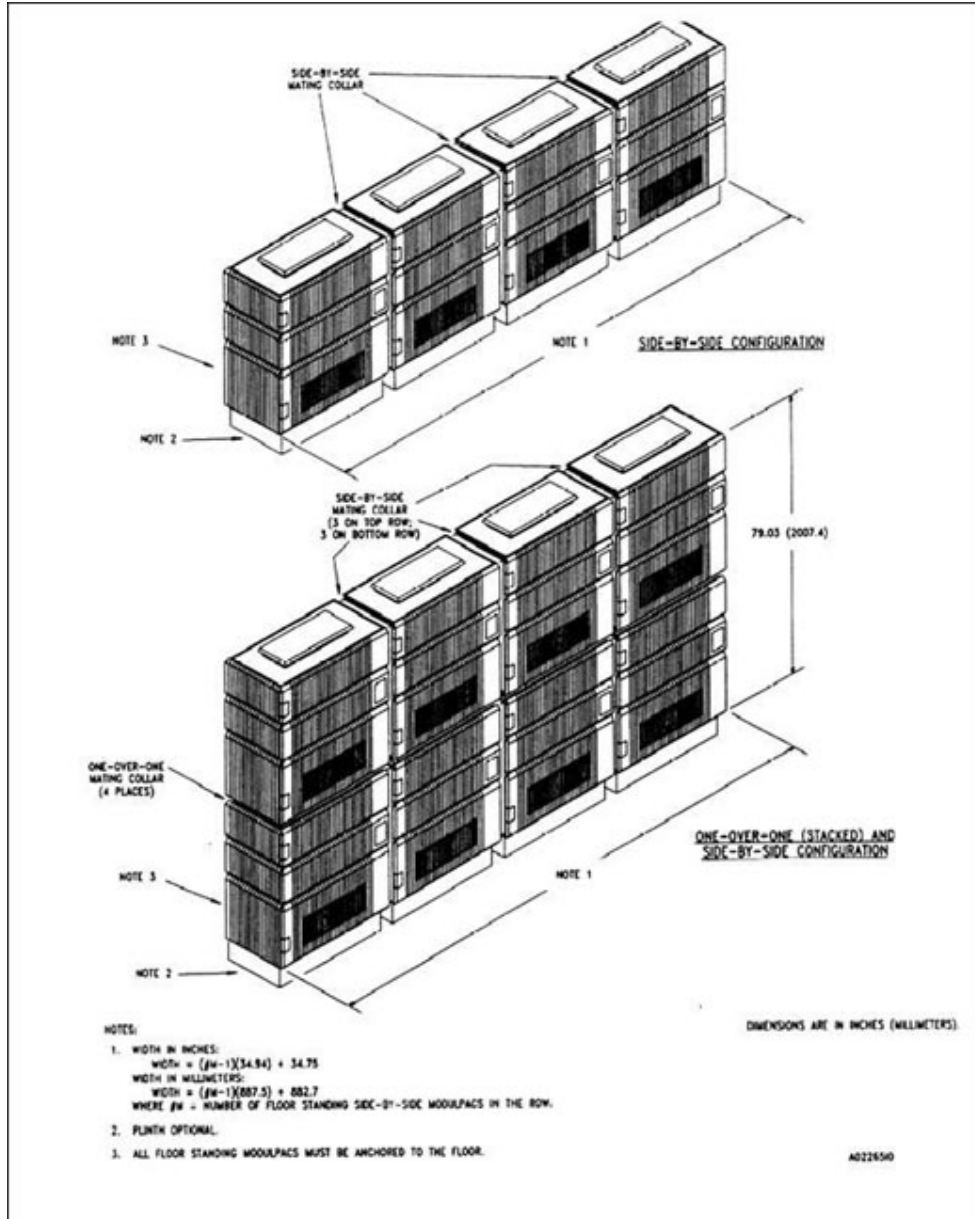 SIDE-BY-SIDE
MATING COLLAR
NOTE 3
NOTE 1
SIDE-BY-SIDE CONFIGURATION
NOTE 2
SIDE-BY-SIDE
MATING COLLAR
(3 ON TOP ROW;
3 ON BOTTOM ROW)
79.03 (2007.4)
ONE-OVER-ONE
MATING COLLAR
(4 PLACES)
ONE-OVER-ONE (STACKED) AND
SIDE-BY-SIDE CONFIGURATION
NOTE 3
NOTE 1
NOTE 2
DIMENSIONS ARE IN INCHES (MILLIMETERS).
NOTES:
1. WIDTH IN INCHES:
WIDTH = (#M-1)(34.94) + 34.75
WIDTH IN MILLIMETERS:
WIDTH = (#M-1)(887.5) + 882.7
WHERE #M = NUMBER OF FLOOR STANDING SIDE-BY-SIDE MODULPACS IN THE ROW.
2. PLINTH OPTIONAL.
3. ALL FLOOR STANDING MODULPACS MUST BE ANCHORED TO THE FLOOR.